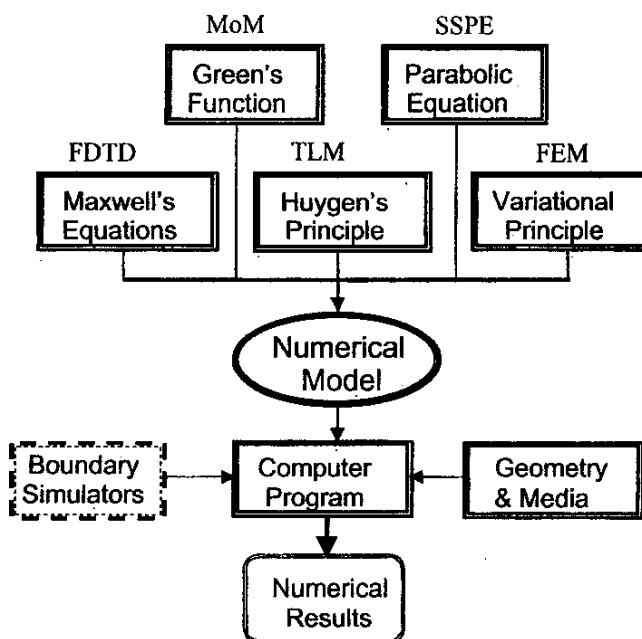 MoM
SSPE
Green's
Function
Parabolic
Equation
FDTD
TLM
FEM
Maxwell's
Equations
Huygen's
Principle
Variational
Principle
Numerical
Model
Boundary
Simulators
Computer
Program
Geometry
& Media
Numerical
Results